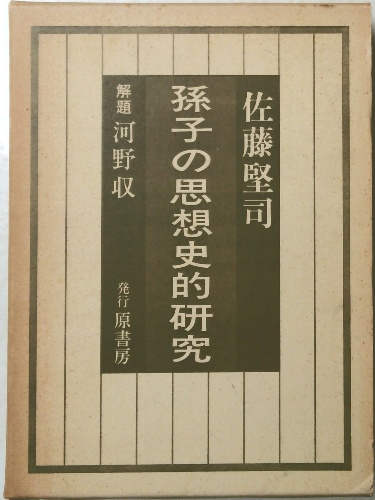 佐藤堅司
孫子の思想史的研究
解題 河野収
発行 原書房